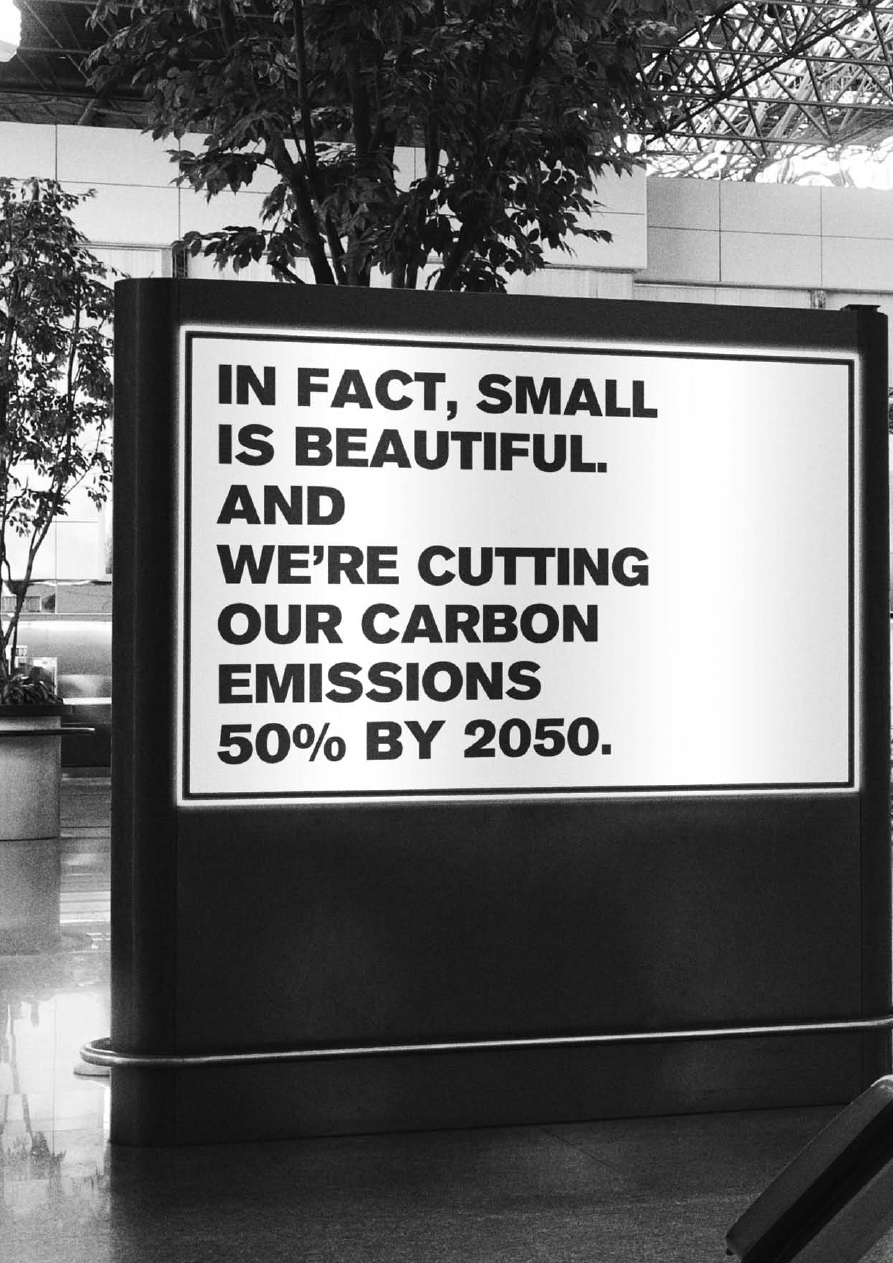 IN FACT, SMALL
IS BEAUTIFUL.
AND
WE’RE CUTTING
OUR CARBON
EMISSIONS
50% BY 2050.